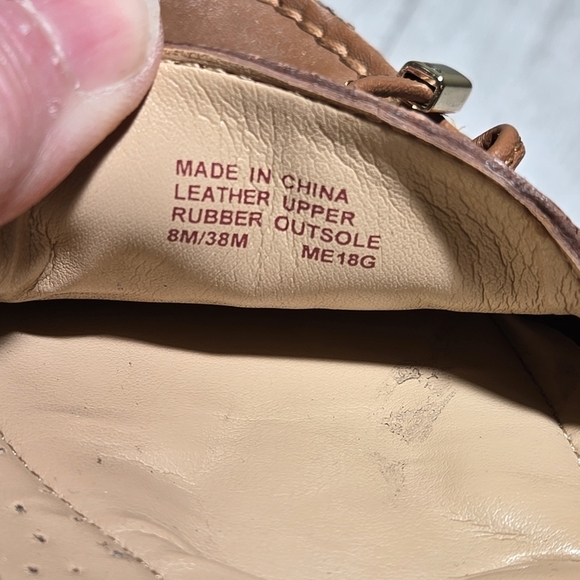 MADE IN CHINA
LEATHER UPPER
RUBBER OUTSOLE
8M/38M ME18G